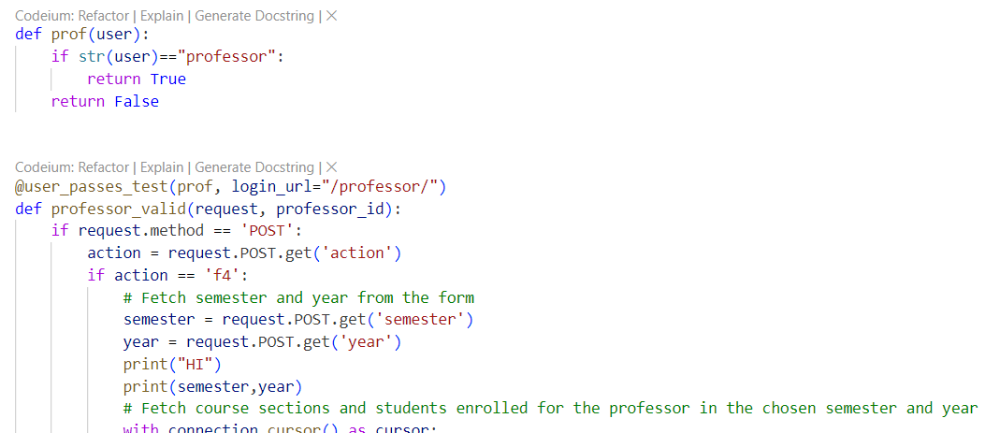 Codeium: Refactor | Explain | Generate Docstring | ×
def prof(user):
    if str(user)=="professor":
        return True
    return False
Codeium: Refactor | Explain | Generate Docstring | ×
@user_passes_test(prof, login_url="/professor/")
def professor_valid(request, professor_id):
    if request.method == 'POST':
        action = request.POST.get('action')
        if action == 'f4':
            # Fetch semester and year from the form
            semester = request.POST.get('semester')
            year = request.POST.get('year')
            print("HI")
            print(semester,year)
            # Fetch course sections and students enrolled for the professor in the chosen semester and year
            with connection.cursor() as cursor: